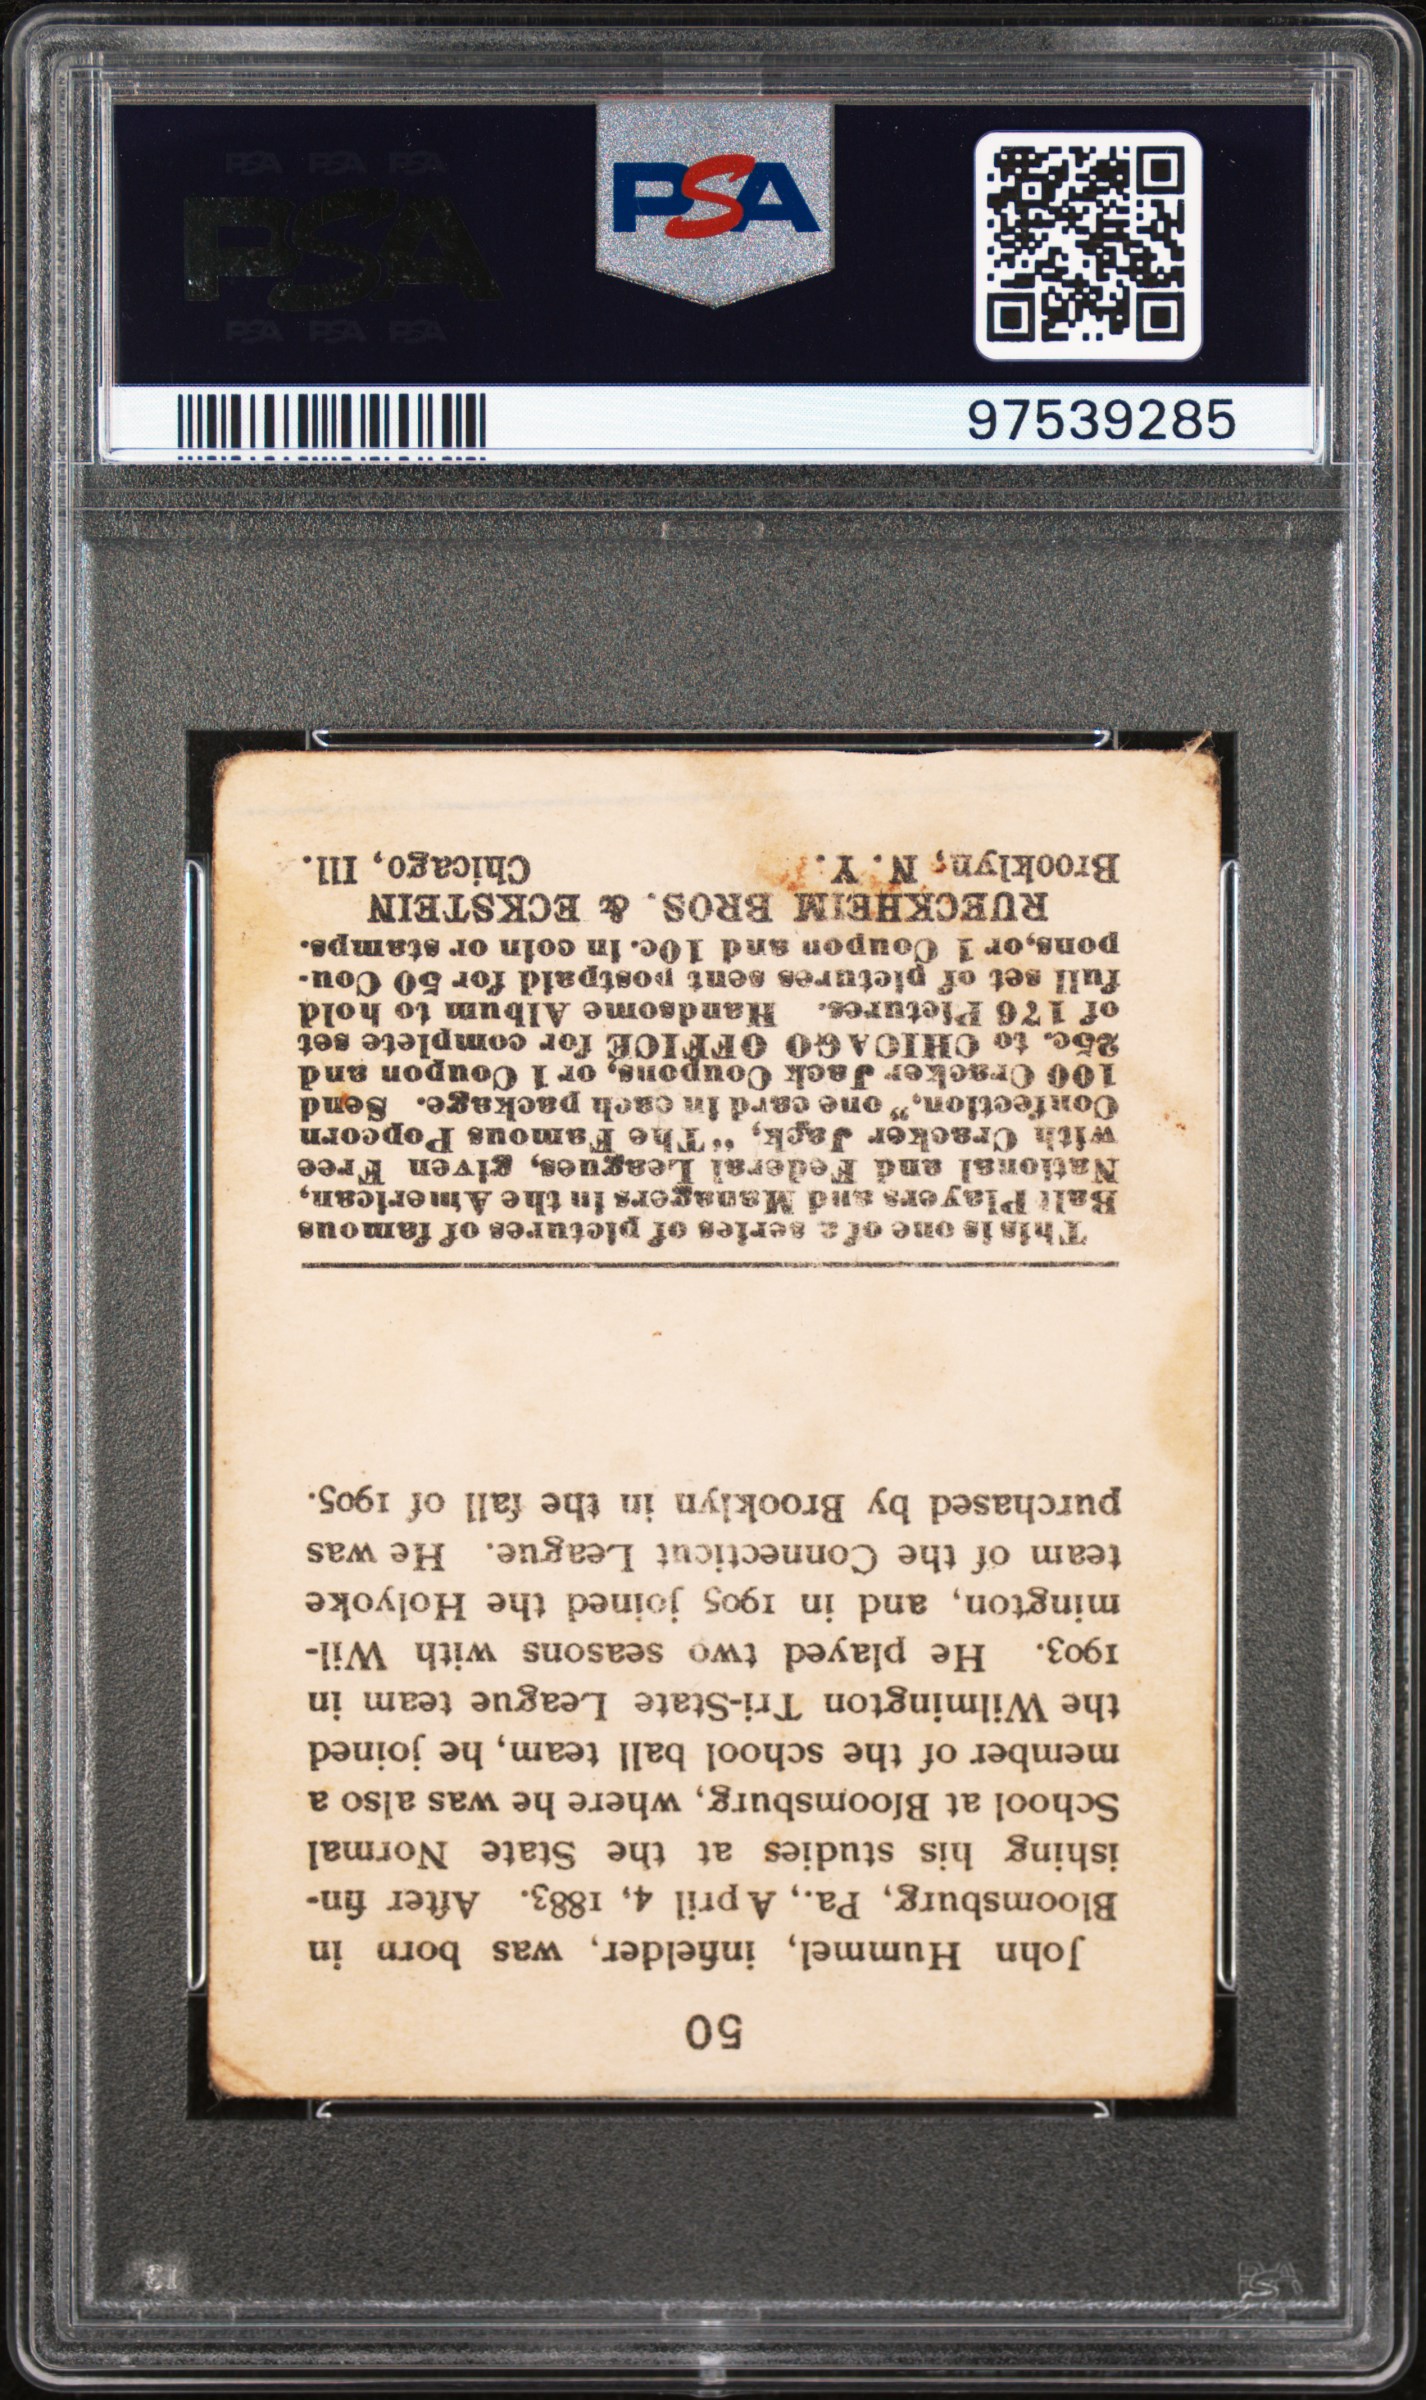 PSA PSA PSA
PSA
PSA PSA PSA
PSA
97539285
50
John Hummel, infielder, was born in
Bloomsburg, Pa., April 4, 1883. After fin-
ishing his studies at the State Normal
School at Bloomsburg, where he was also a
member of the school ball team, he joined
the Wilmington Tri-State League team in
1903. He played two seasons with Wil-
mington, and in 1905 joined the Holyoke
team of the Connecticut League. He was
purchased by Brooklyn in the fall of 1905.
This is one of a series of pictures of famous
Ball Players and Managers in the American,
National and Federal Leagues, given Free
with Cracker Jack, "The Famous Popcorn
Confection," one card in each package. Send
100 Cracker Jack Coupons, or 1 Coupon and
25c. to CHICAGO OFFICE for complete set
of 176 Pictures. Handsome Album to hold
full set of pictures sent postpaid for 50 Cou-
pons, or 1 Coupon and 10c. in coin or stamps.
RUECKHEIM BROS. & ECKSTEIN
Brooklyn, N. Y. Chicago, Ill.
PSA